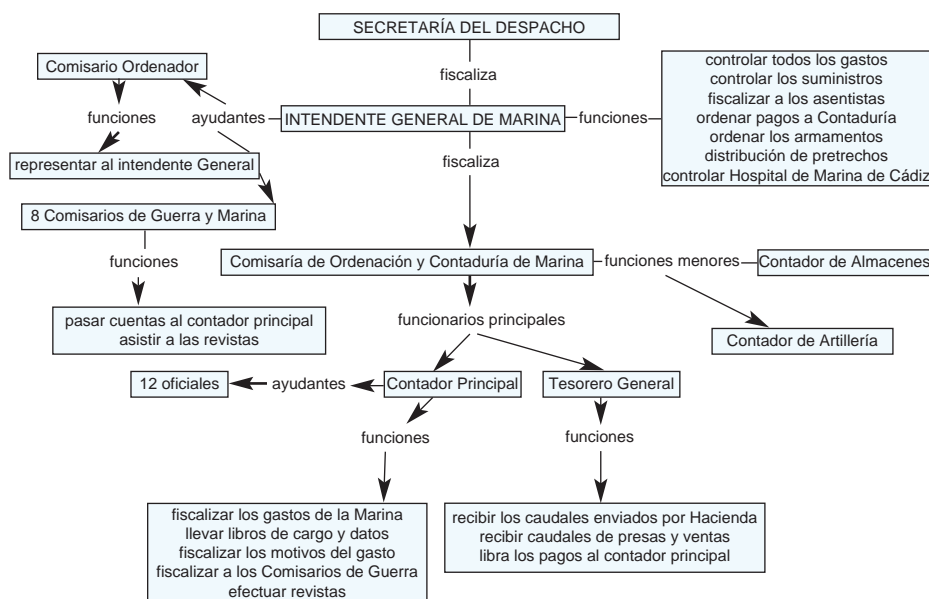 SECRETARÍA DEL DESPACHO
fiscaliza
Comisario Ordenador
funciones
ayudantes
INTENDENTE GENERAL DE MARINA
funciones
controlar todos los gastos
controlar los suministros
fiscalizar a los asentistas
ordenar pagos a Contaduría
ordenar los armamentos
distribución de pretrechos
controlar Hospital de Marina de Cádiz
representar al intendente General
fiscaliza
8 Comisarios de Guerra y Marina
funciones
Comisaría de Ordenación y Contaduría de Marina
funciones menores
Contador de Almacenes
pasar cuentas al contador principal
asistir a las revistas
funcionarios principales
Contador de Artillería
12 oficiales
ayudantes
Contador Principal
Tesorero General
funciones
funciones
fiscalizar los gastos de la Marina
llevar libros de cargo y datos
fiscalizar los motivos del gasto
fiscalizar a los Comisarios de Guerra
efectuar revistas
recibir los caudales enviados por Hacienda
recibir caudales de presas y ventas
libra los pagos al contador principal